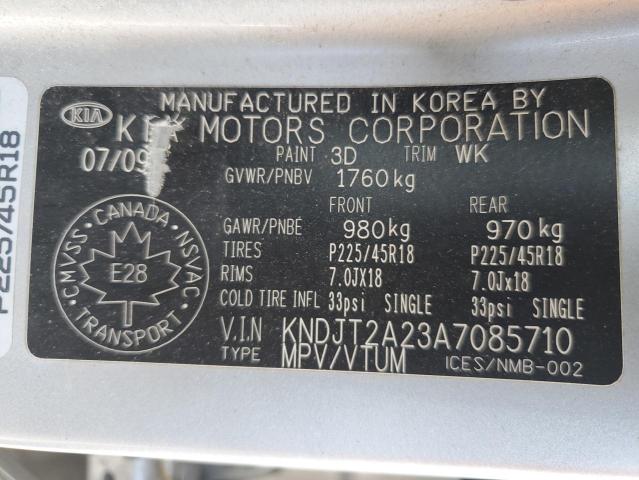 MANUFACTURED IN KOREA BY
KIA
MOTORS CORPORATION
07/09
PAINT 3D TRIM WK
GVWR/PNBV 1760kg
FRONT REAR
GAWR/PNBE 980kg 970kg
TIRES P225/45R18 P225/45R18
RIMS 7.0JX18 7.0Jx18
COLD TIRE INFL 33psi SINGLE 33psi SINGLE
V.I.N KNDJT2A23A7085710
TYPE MPV/VTUM ICES/NMB-002
CANADA
CMVSS NSVAC
E28
TRANSPORT
P225/45R18